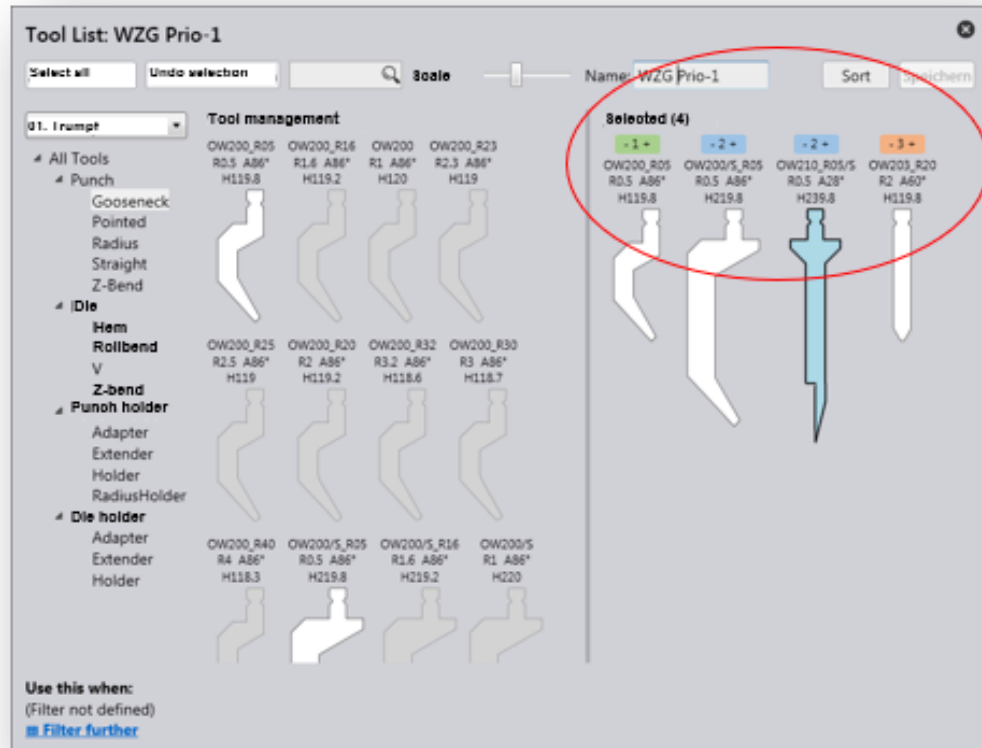 Tool List: WZG Prio-1
Select all
Undo selection
Scale
Name: WZG Prio-1
Sort
Speichern
01. Trumpf
All Tools
Punch
Gooseneck
Pointed
Radius
Straight
Z-Bend
Die
Hem
Rollbend
V
Z-bend
Punch holder
Adapter
Extender
Holder
RadiusHolder
Die holder
Adapter
Extender
Holder
Tool management
OW200_R05 OW200_R16 OW200 OW200_R23
R0.5 A86° R1.6 A86° R1 A86° R2.3 A86°
H119.8 H119.2 H120 H119
OW200_R25 OW200_R20 OW200_R32 OW200_R30
R2.5 A86° R2 A86° R3.2 A86° R3 A86°
H119 H119.2 H118.6 H118.7
OW200_R40 OW200/S_R05 OW200/S_R16 OW200/S
R4 A86° R0.5 A86° R1.6 A86° R1 A86°
H118.3 H219.8 H219.2 H220
Selected (4)
- 1 + - 2 + - 2 + - 3 +
OW200_R05 OW200/S_R05 OW210_R05/S OW203_R20
R0.5 A86° R0.5 A86° R0.5 A28° R2 A60°
H119.8 H219.8 H239.8 H119.8
Use this when:
(Filter not defined)
Filter further